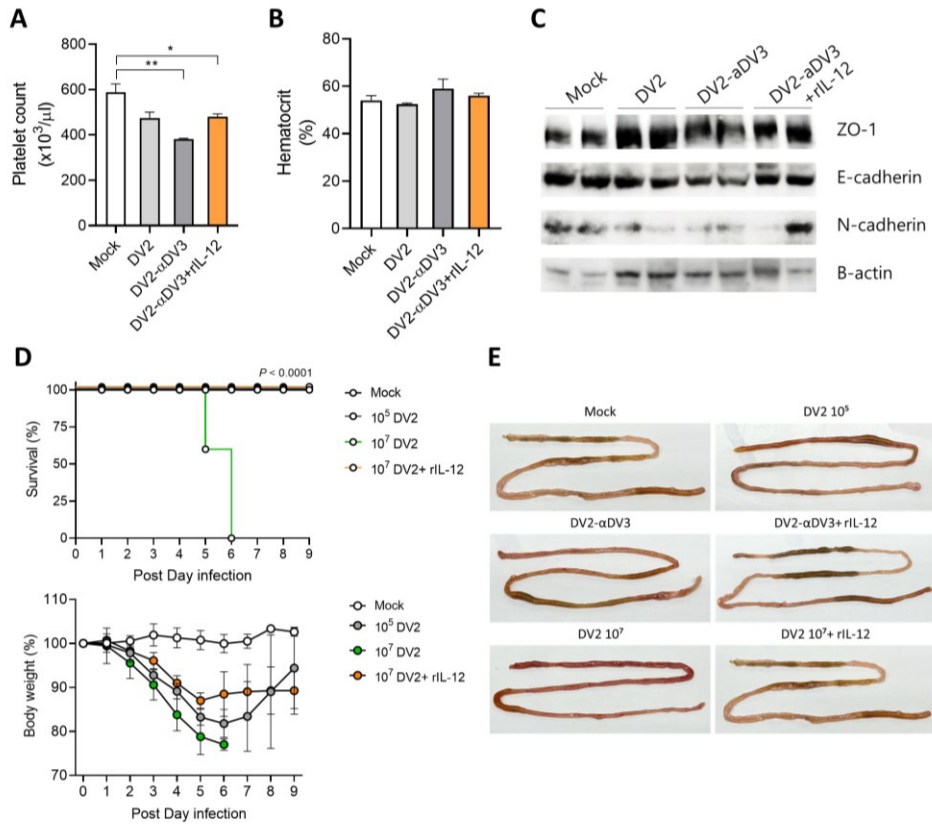 A
Platelet count
(x10³/µl)
800
600
400
200
0
*
**
Mock
DV2
DV2-αDV3
DV2-αDV3+rIL-12
B
Hematocrit
(%)
80
60
40
20
0
Mock
DV2
DV2-αDV3
DV2-αDV3+rIL-12
C
Mock
DV2
DV2-aDV3
DV2-aDV3
+rIL-12
ZO-1
E-cadherin
N-cadherin
B-actin
D
P < 0.0001
Survival (%)
100
75
50
25
0
0 1 2 3 4 5 6 7 8 9
Post Day infection
Mock
10⁵ DV2
10⁷ DV2
10⁷ DV2+ rIL-12
Body weight (%)
110
100
90
80
70
0 1 2 3 4 5 6 7 8 9
Post Day infection
Mock
10⁵ DV2
10⁷ DV2
10⁷ DV2+ rIL-12
E
Mock
DV2 10⁵
DV2-αDV3
DV2-αDV3+ rIL-12
DV2 10⁷
DV2 10⁷+ rIL-12